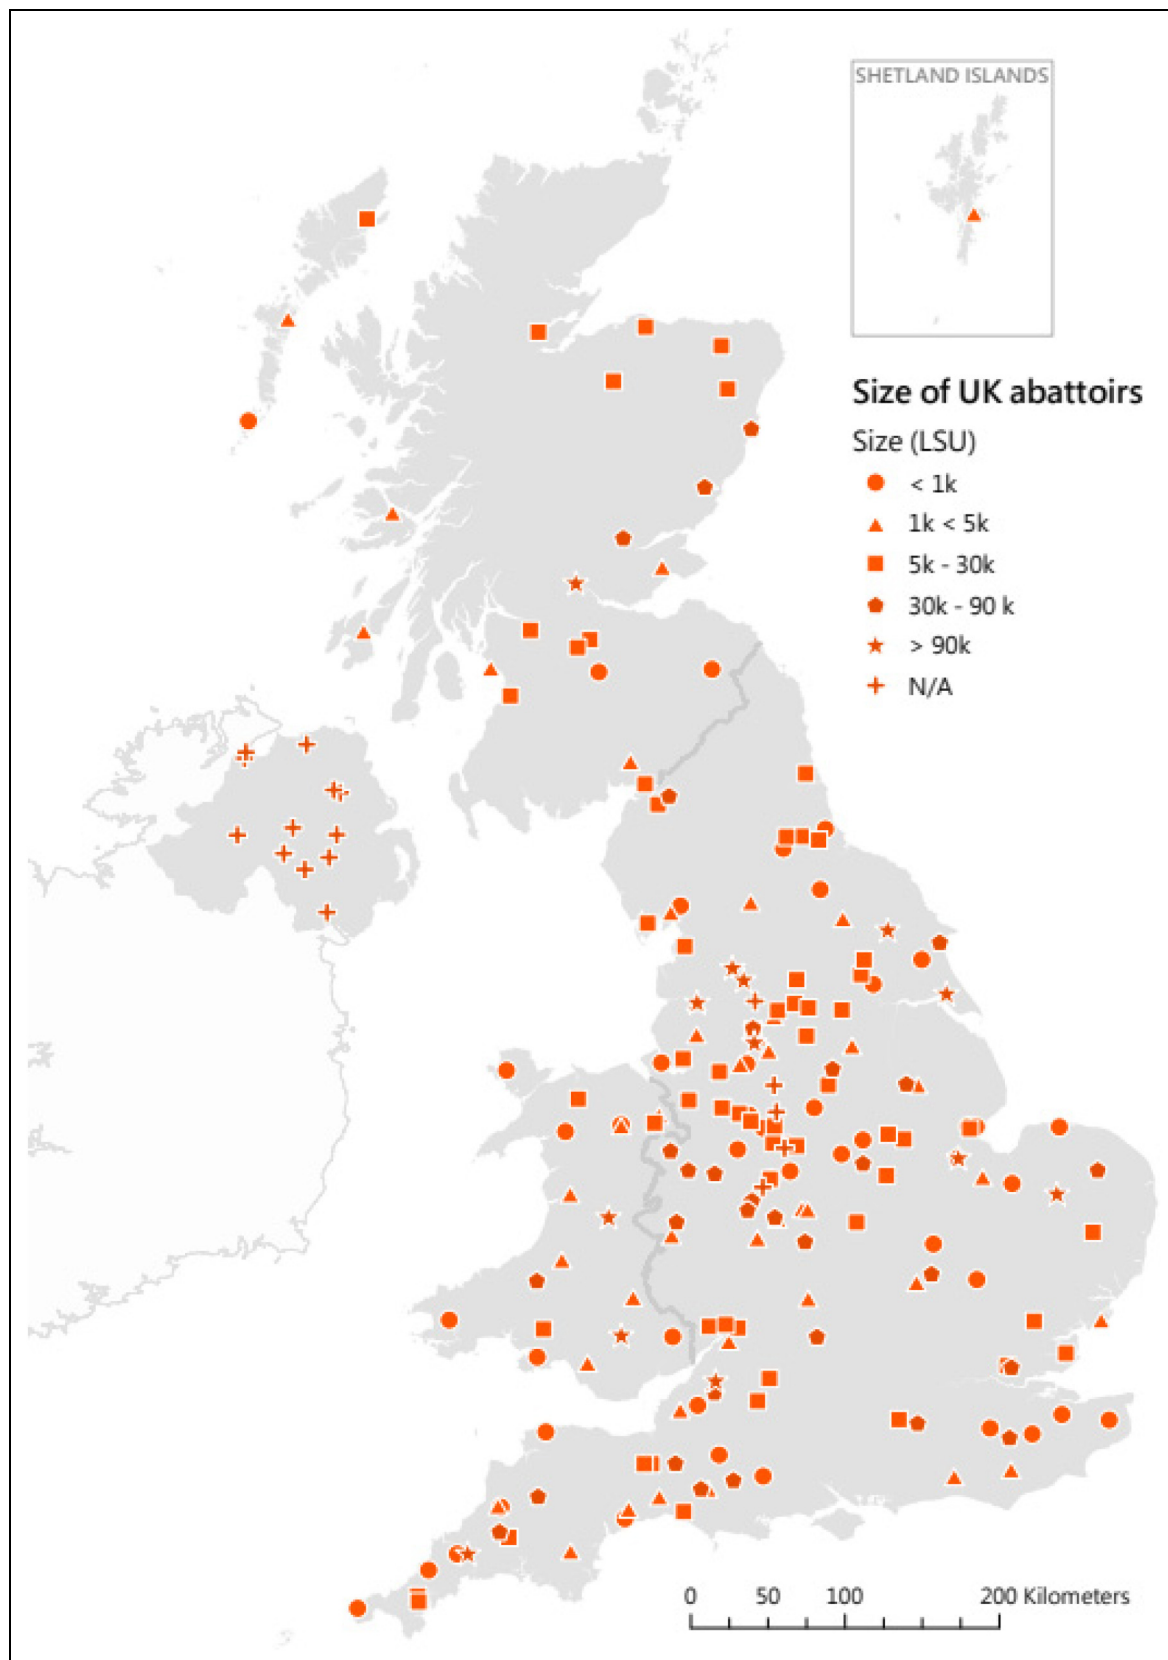 SHETLAND ISLANDS
Size of UK abattoirs
Size (LSU)
< 1k
1k < 5k
5k - 30k
30k - 90 k
> 90k
N/A
0 50 100 200 Kilometers